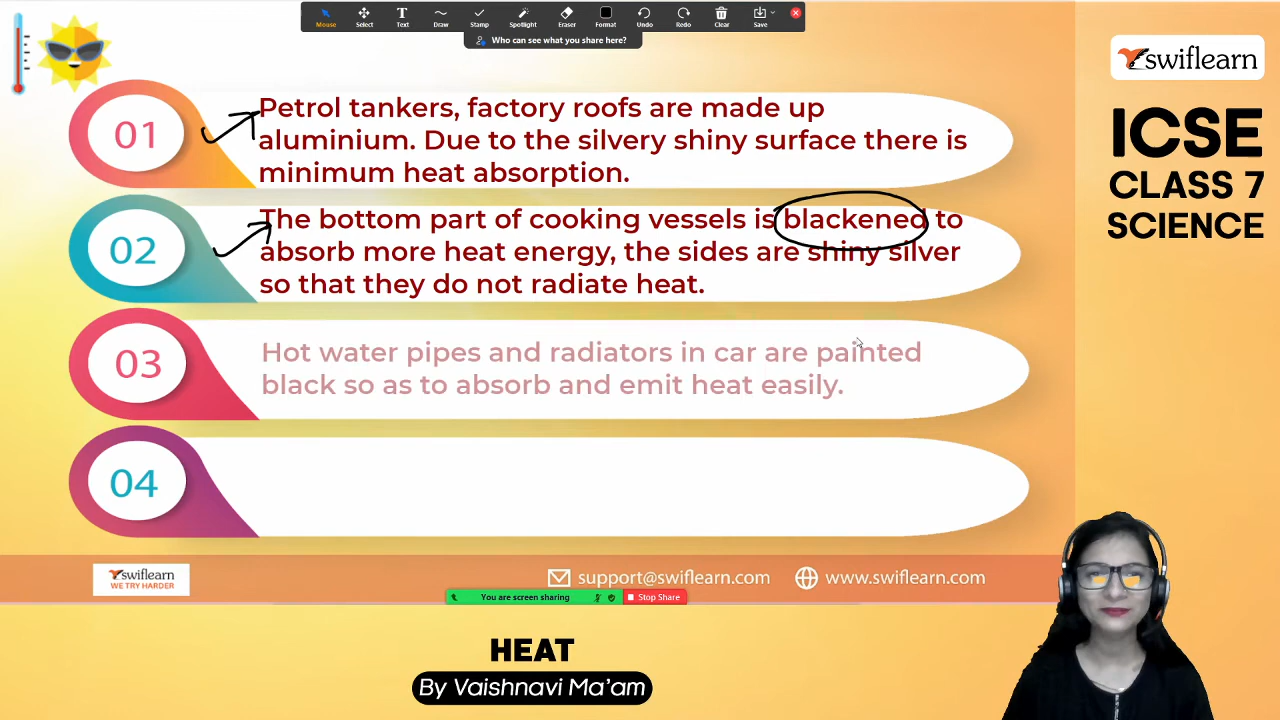 Mouse
Select
Text
Draw
Stamp
Spotlight
Eraser
Format
Undo
Redo
Clear
Save
Who can see what you share here?
swiflearn
ICSE
CLASS 7
SCIENCE
01
Petrol tankers, factory roofs are made up
aluminium. Due to the silvery shiny surface there is
minimum heat absorption.
02
The bottom part of cooking vessels is blackened to
absorb more heat energy, the sides are shiny silver
so that they do not radiate heat.
03
Hot water pipes and radiators in car are painted
black so as to absorb and emit heat easily.
04
swiflearn
WE TRY HARDER
support@swiflearn.com
www.swiflearn.com
You are screen sharing
Stop Share
HEAT
By Vaishnavi Ma'am